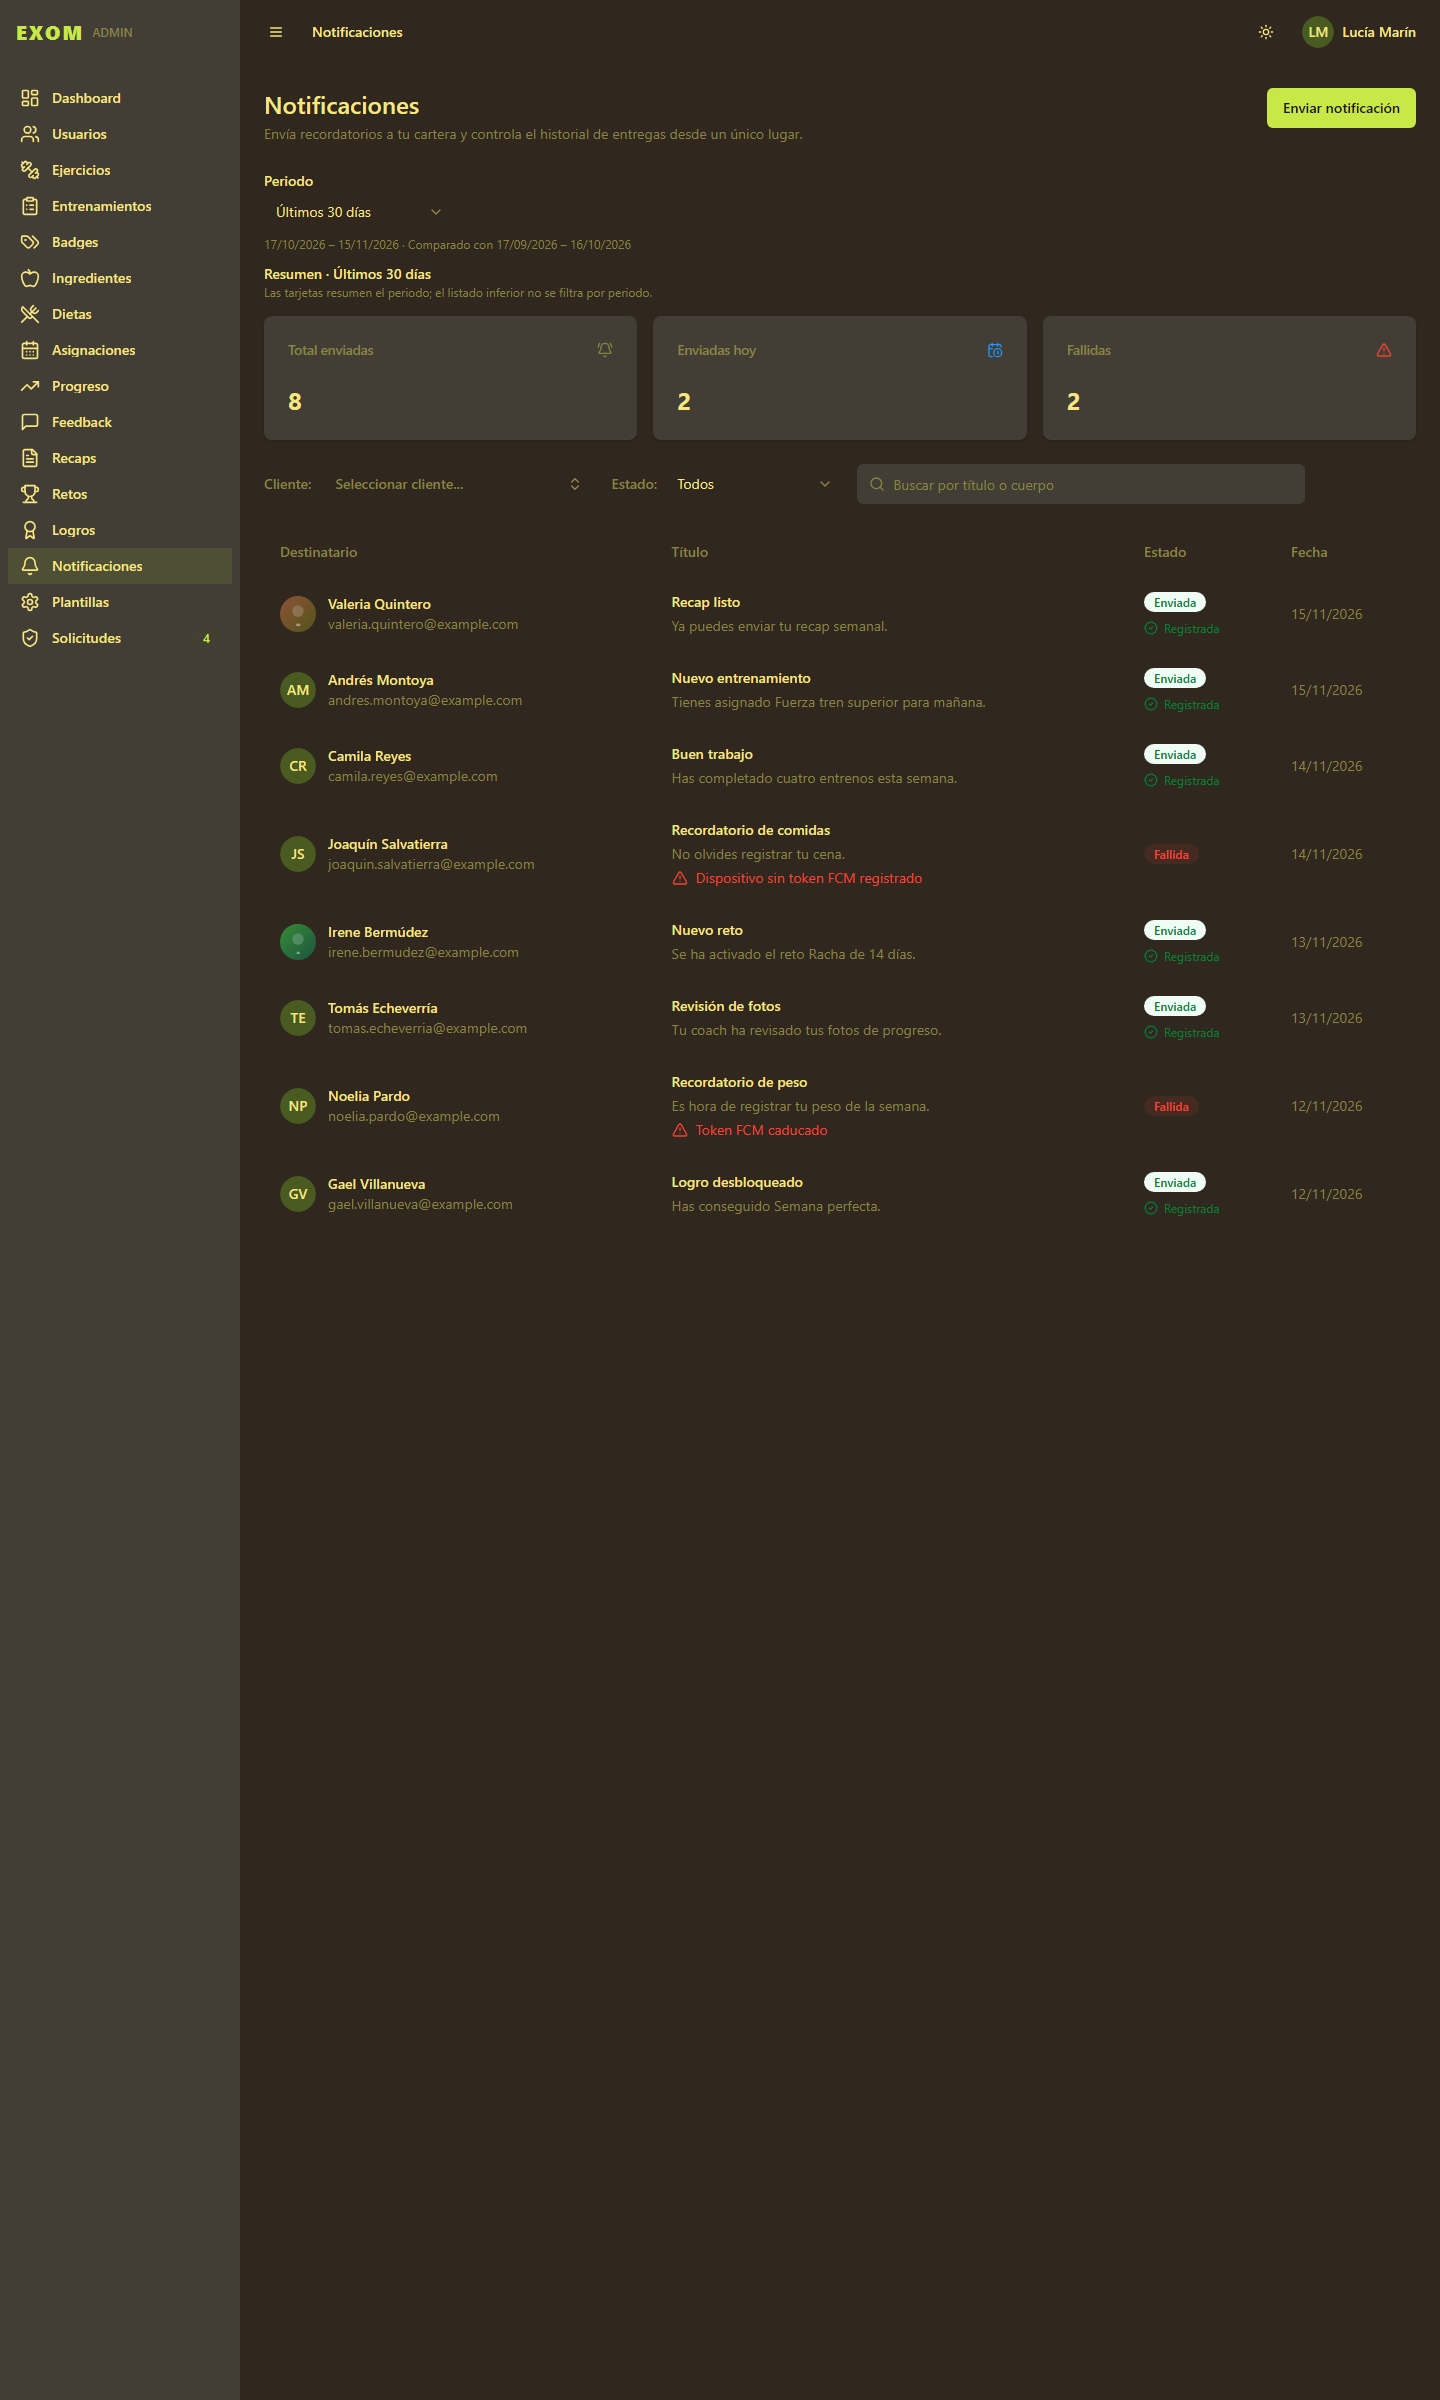 EXOM ADMIN
Dashboard
Usuarios
Ejercicios
Entrenamientos
Badges
Ingredientes
Dietas
Asignaciones
Progreso
Feedback
Recaps
Retos
Logros
Notificaciones
Plantillas
Solicitudes 4
Notificaciones
LM Lucía Marín
Notificaciones
Envía recordatorios a tu cartera y controla el historial de entregas desde un único lugar.
Enviar notificación
Periodo
Últimos 30 días
17/10/2026 – 15/11/2026 · Comparado con 17/09/2026 – 16/10/2026
Resumen · Últimos 30 días
Las tarjetas resumen el periodo; el listado inferior no se filtra por periodo.
Total enviadas
8
Enviadas hoy
2
Fallidas
2
Cliente: Seleccionar cliente... Estado: Todos Buscar por título o cuerpo
Destinatario Título Estado Fecha
Valeria Quintero
valeria.quintero@example.com
Recap listo
Ya puedes enviar tu recap semanal.
Enviada
Registrada
15/11/2026
AM
Andrés Montoya
andres.montoya@example.com
Nuevo entrenamiento
Tienes asignado Fuerza tren superior para mañana.
Enviada
Registrada
15/11/2026
CR
Camila Reyes
camila.reyes@example.com
Buen trabajo
Has completado cuatro entrenos esta semana.
Enviada
Registrada
14/11/2026
JS
Joaquín Salvatierra
joaquin.salvatierra@example.com
Recordatorio de comidas
No olvides registrar tu cena.
Dispositivo sin token FCM registrado
Fallida
14/11/2026
Irene Bermúdez
irene.bermudez@example.com
Nuevo reto
Se ha activado el reto Racha de 14 días.
Enviada
Registrada
13/11/2026
TE
Tomás Echeverría
tomas.echeverria@example.com
Revisión de fotos
Tu coach ha revisado tus fotos de progreso.
Enviada
Registrada
13/11/2026
NP
Noelia Pardo
noelia.pardo@example.com
Recordatorio de peso
Es hora de registrar tu peso de la semana.
Token FCM caducado
Fallida
12/11/2026
GV
Gael Villanueva
gael.villanueva@example.com
Logro desbloqueado
Has conseguido Semana perfecta.
Enviada
Registrada
12/11/2026